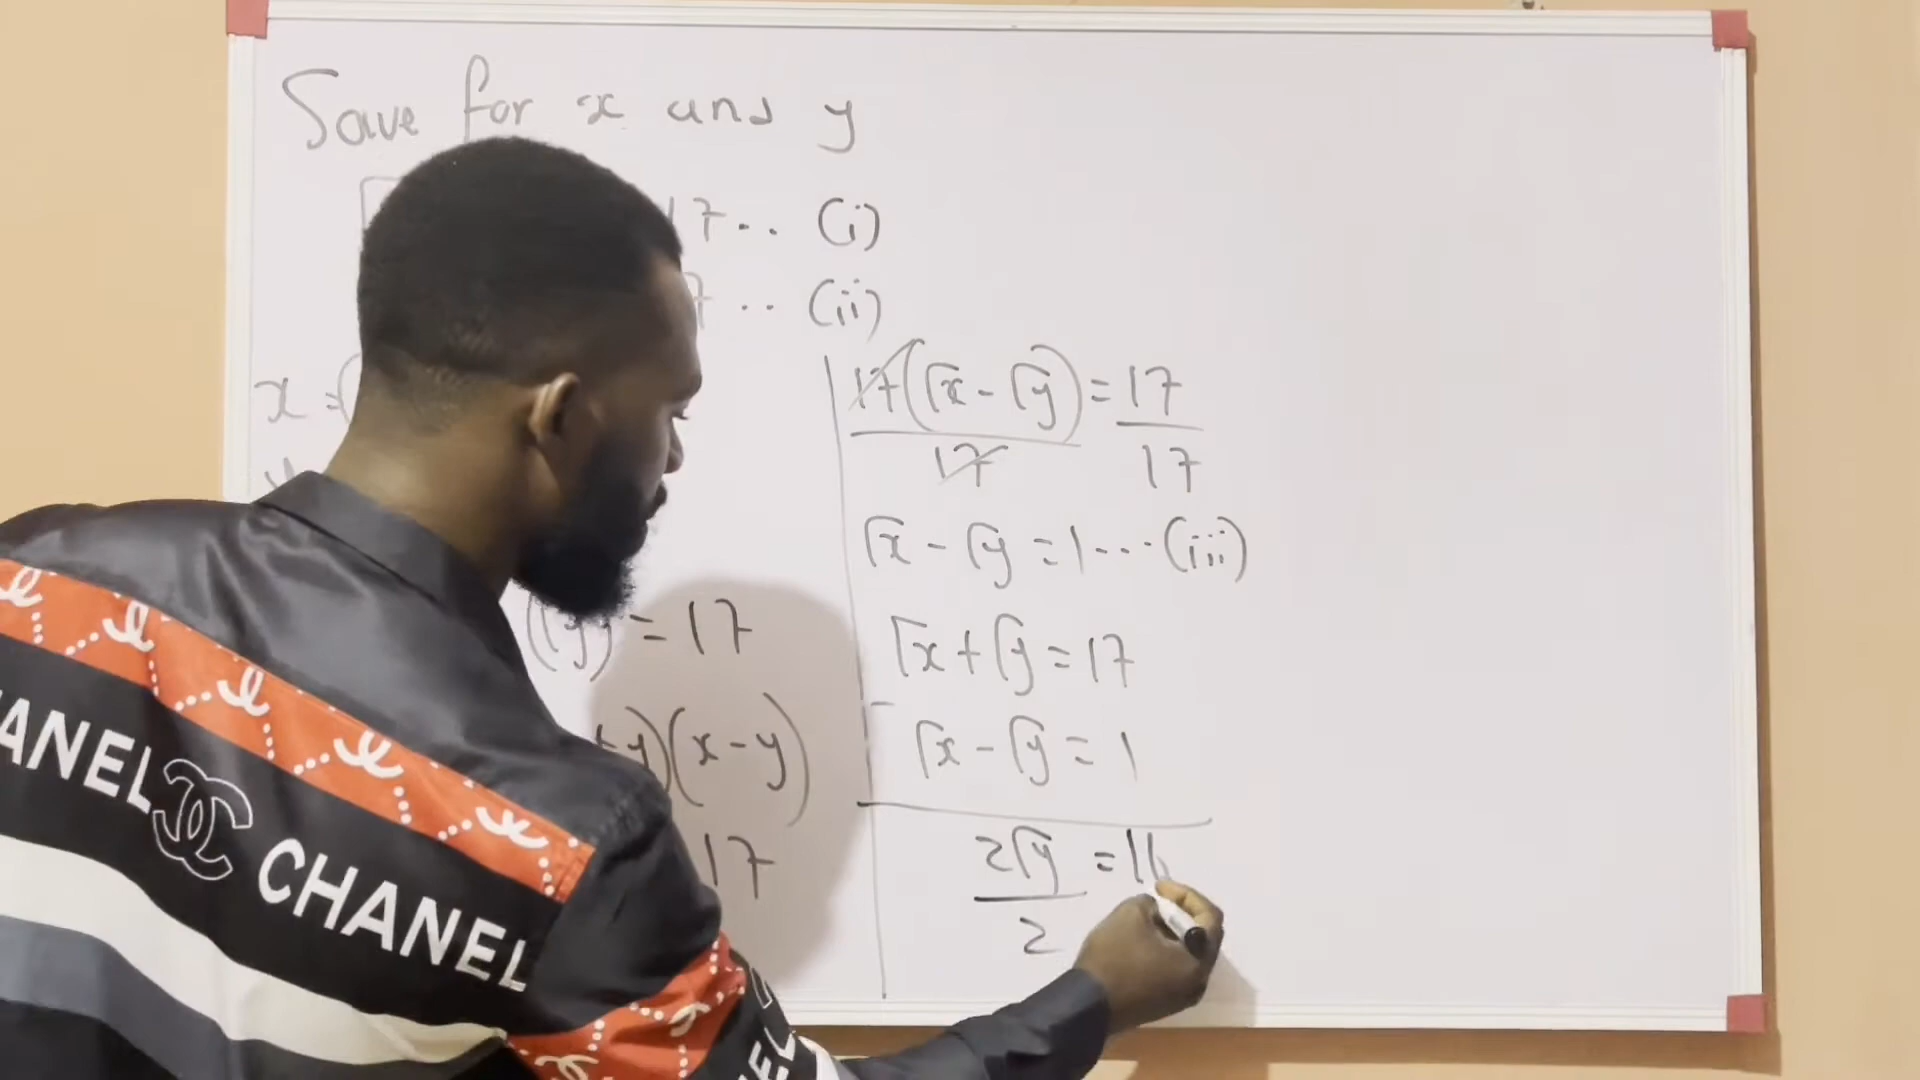 Solve for x and y
17 .. (i)
7 .. (ii)
x = (
y
(√y) = 17
y)(x - y)
17
17(√x - √y) = 17
17 17
√x - √y = 1 ... (iii)
√x + √y = 17
-
√x - √y = 1
2√y = 16
2
ANEL CHANEL